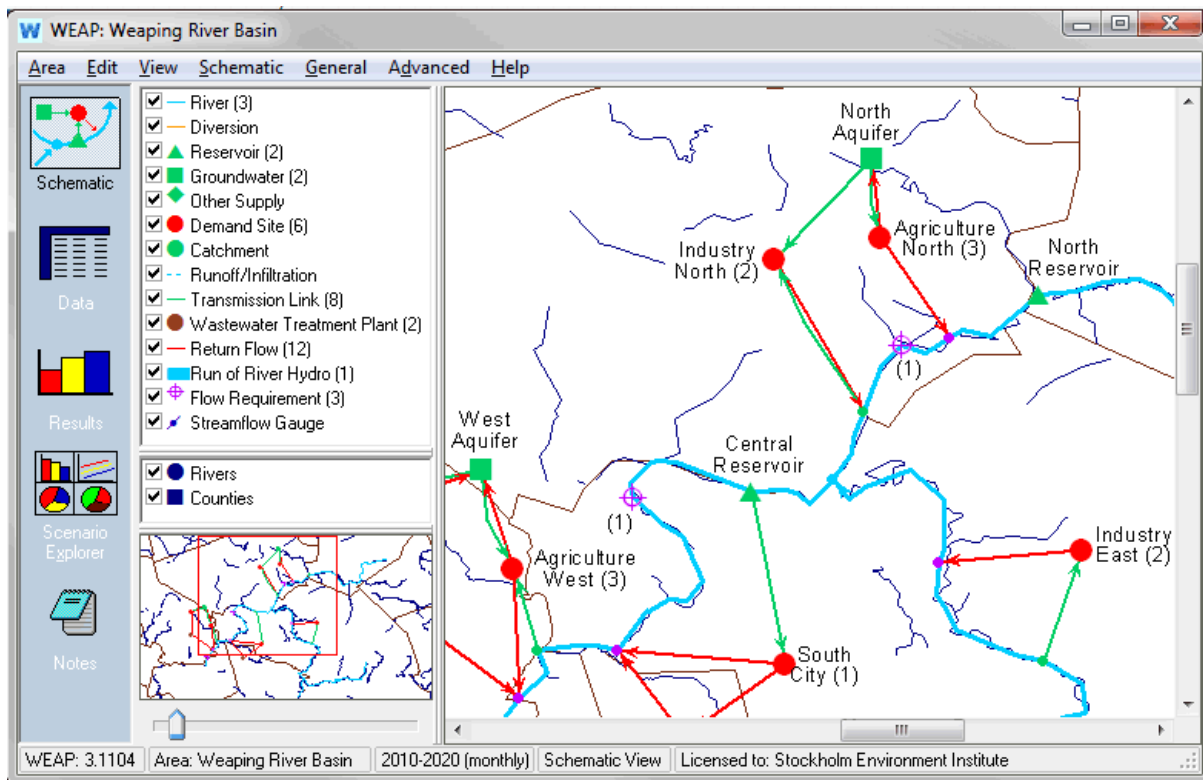 WEAP: Weaping River Basin
Area Edit View Schematic General Advanced Help
Schematic
Data
Results
Scenario
Explorer
Notes
River (3)
Diversion
Reservoir (2)
Groundwater (2)
Other Supply
Demand Site (6)
Catchment
Runoff/Infiltration
Transmission Link (8)
Wastewater Treatment Plant (2)
Return Flow (12)
Run of River Hydro (1)
Flow Requirement (3)
Streamflow Gauge
Rivers
Counties
North
Aquifer
Industry
North (2)
Agriculture
North (3)
North
Reservoir
(1)
West
Aquifer
Central
Reservoir
(1)
Agriculture
West (3)
Industry
East (2)
South
City (1)
WEAP: 3.1104 Area: Weaping River Basin 2010-2020 (monthly) Schematic View Licensed to: Stockholm Environment Institute